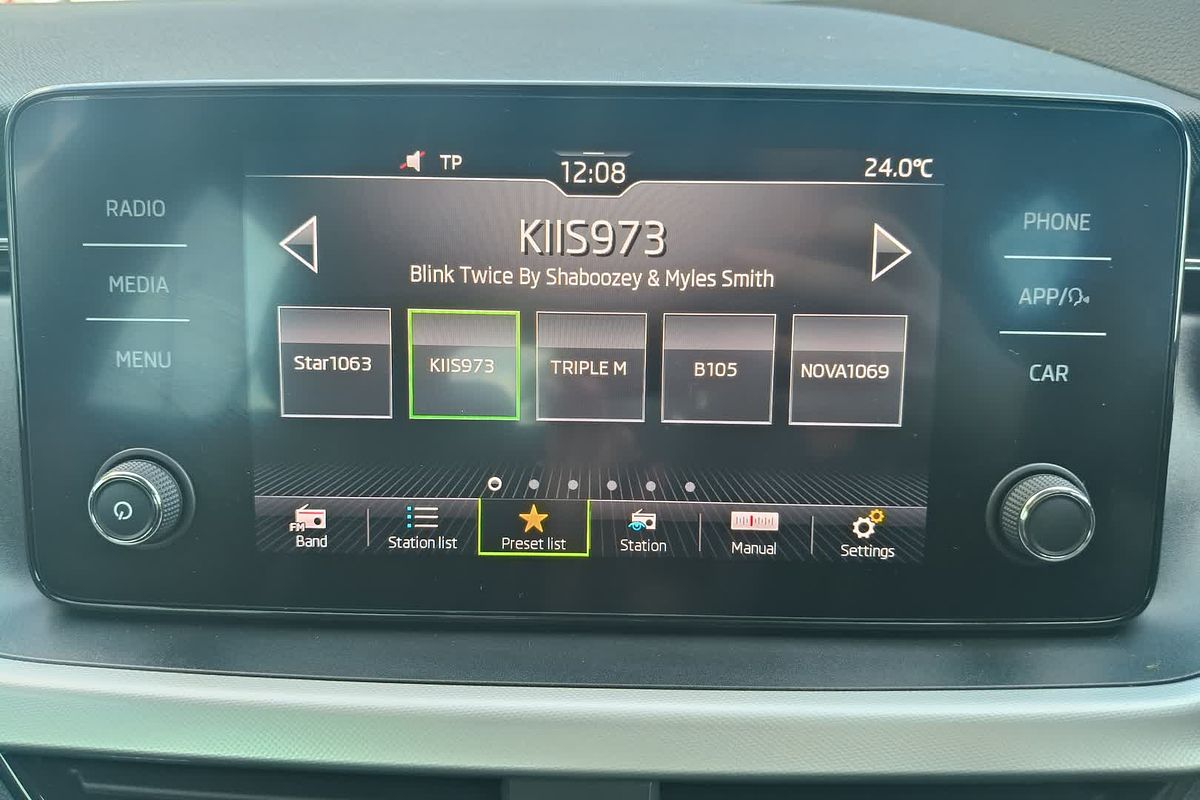 TP
12:08
24.0°C
RADIO
MEDIA
MENU
KIIS973
Blink Twice By Shaboozey & Myles Smith
Star1063
KIIS973
TRIPLE M
B105
NOVA1069
FM
Band
Station list
Preset list
Station
Manual
Settings
PHONE
APP/
CAR